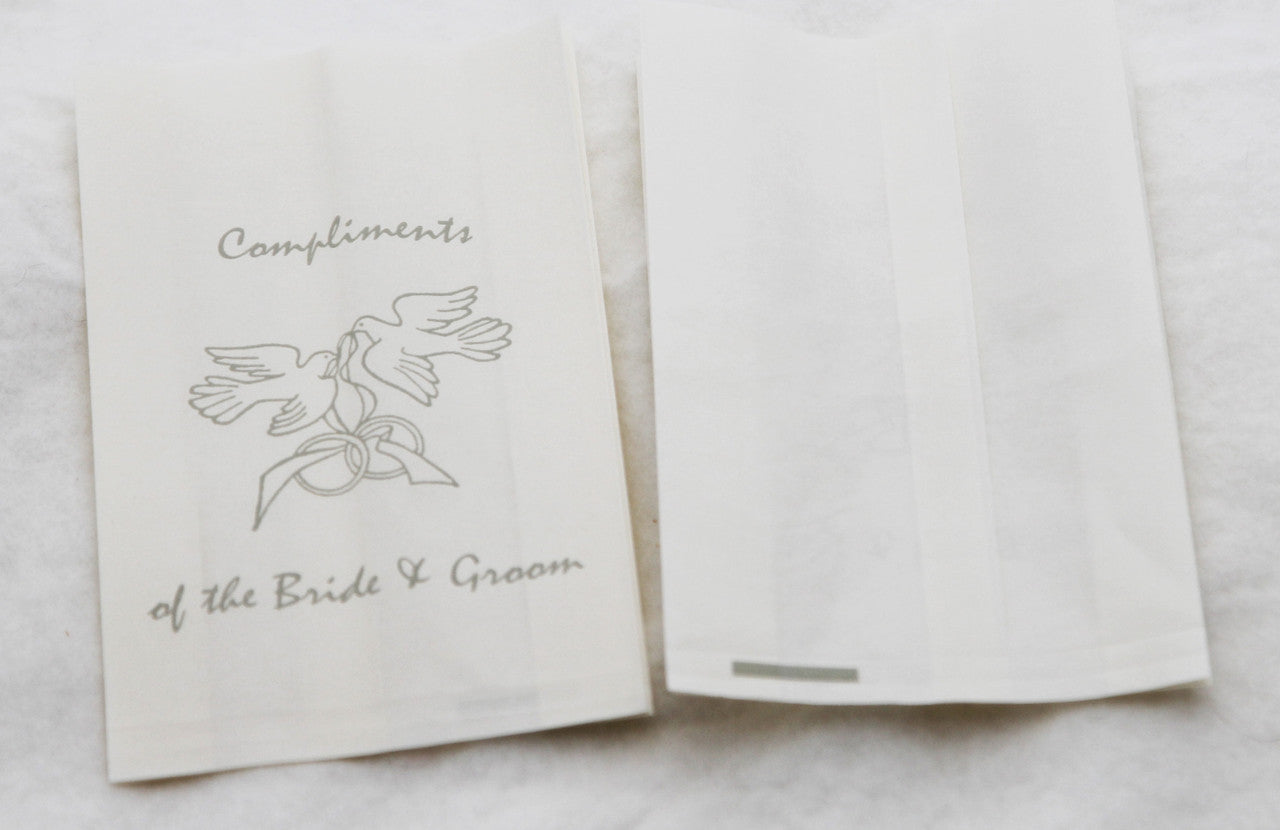 Compliments
of the Bride & Groom